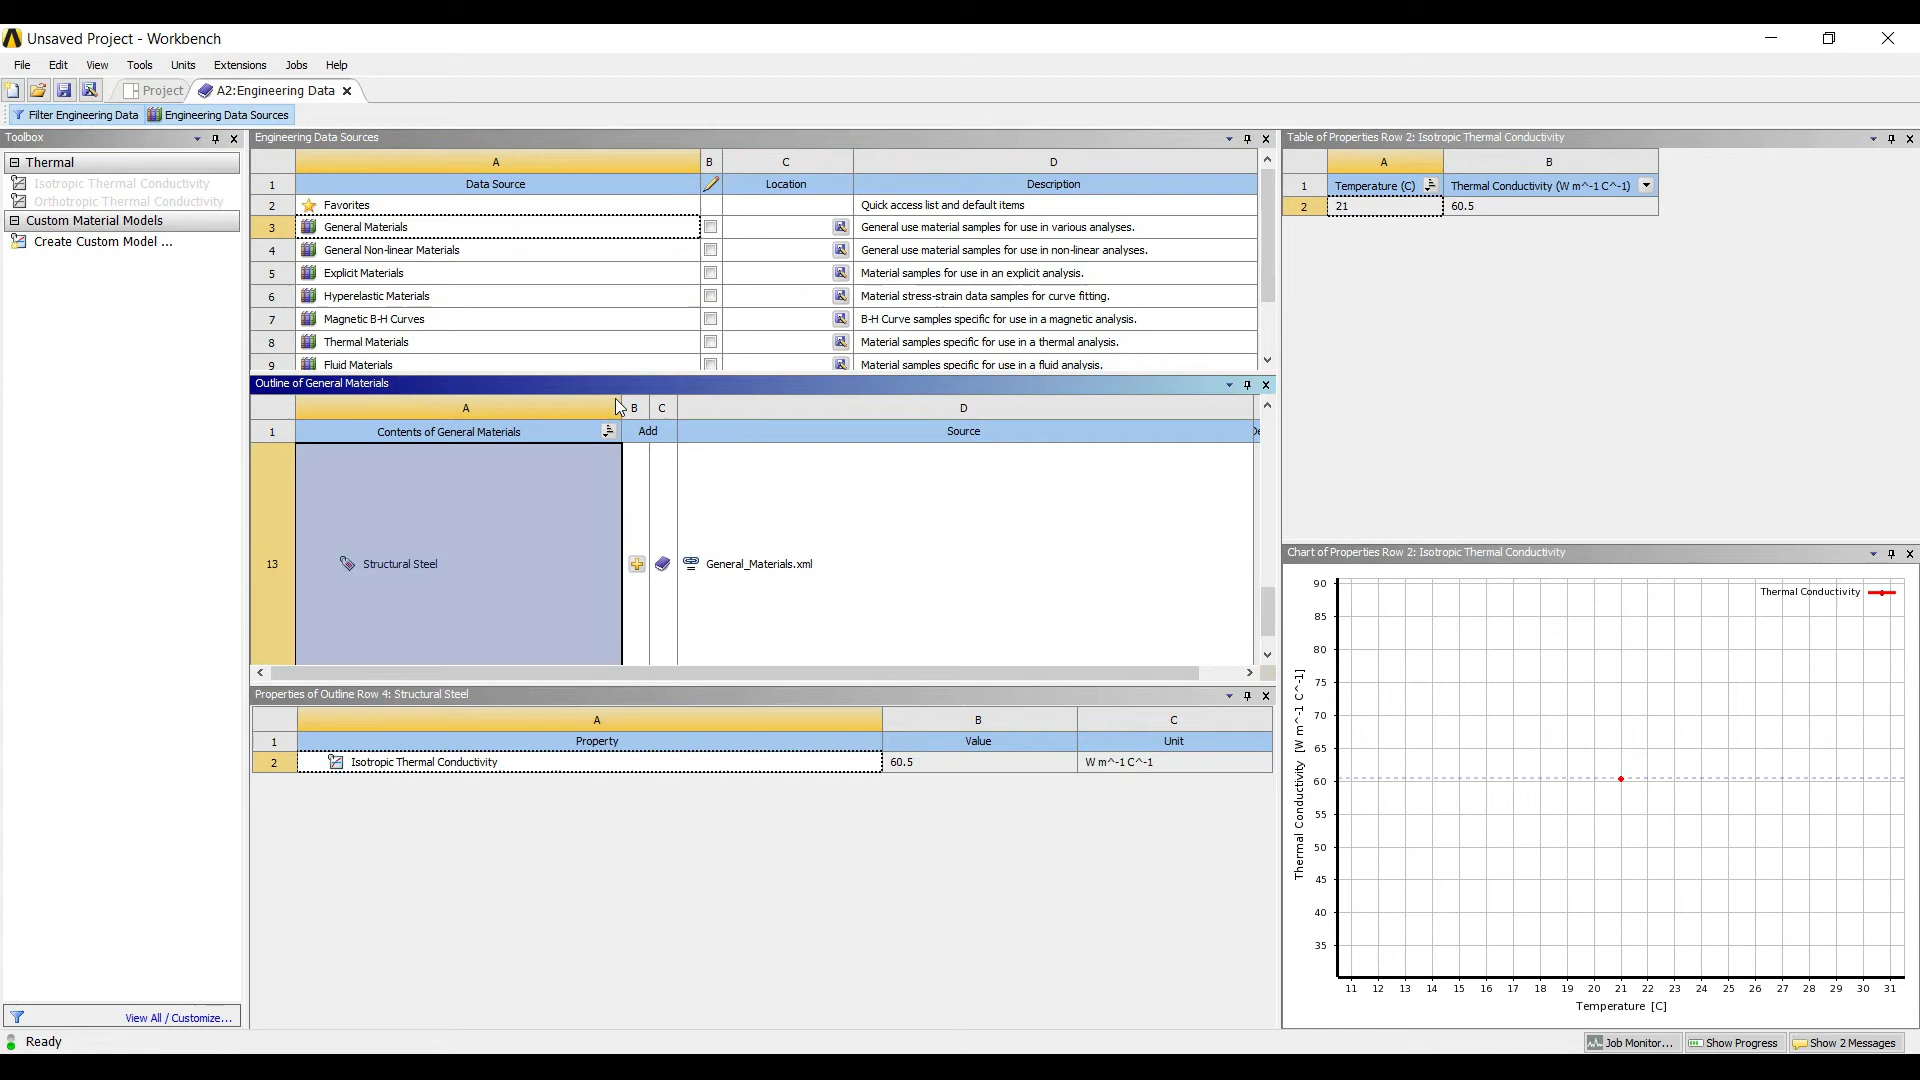 Unsaved Project - Workbench
File Edit View Tools Units Extensions Jobs Help
Project A2:Engineering Data
Filter Engineering Data Engineering Data Sources
Toolbox
Thermal
Isotropic Thermal Conductivity
Orthotropic Thermal Conductivity
Custom Material Models
Create Custom Model ...
View All / Customize...
Engineering Data Sources
A B C D
1 Data Source Location Description
2 Favorites Quick access list and default items
3 General Materials General use material samples for use in various analyses.
4 General Non-linear Materials General use material samples for use in non-linear analyses.
5 Explicit Materials Material samples for use in an explicit analysis.
6 Hyperelastic Materials Material stress-strain data samples for curve fitting.
7 Magnetic B-H Curves B-H Curve samples specific for use in a magnetic analysis.
8 Thermal Materials Material samples specific for use in a thermal analysis.
9 Fluid Materials Material samples specific for use in a fluid analysis.
Outline of General Materials
A B C D
1 Contents of General Materials Add Source
13 Structural Steel General_Materials.xml
Properties of Outline Row 4: Structural Steel
A B C
1 Property Value Unit
2 Isotropic Thermal Conductivity 60.5 W m^-1 C^-1
Table of Properties Row 2: Isotropic Thermal Conductivity
A B
1 Temperature (C) Thermal Conductivity (W m^-1 C^-1)
2 21 60.5
Chart of Properties Row 2: Isotropic Thermal Conductivity
Thermal Conductivity
Thermal Conductivity [W m^-1 C^-1]
90
85
80
75
70
65
60
55
50
45
40
35
11 12 13 14 15 16 17 18 19 20 21 22 23 24 25 26 27 28 29 30 31
Temperature [C]
Ready
Job Monitor... Show Progress Show 2 Messages